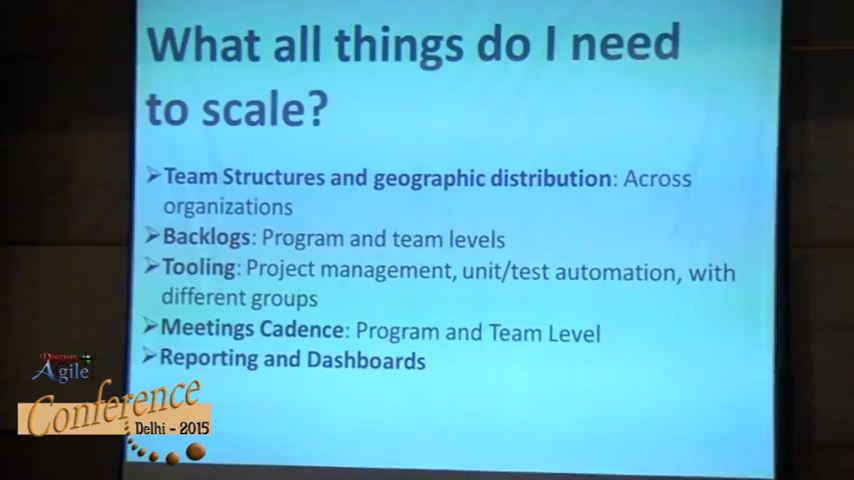 What all things do I need
to scale?
➢Team Structures and geographic distribution: Across
organizations
➢Backlogs: Program and team levels
➢Tooling: Project management, unit/test automation, with
different groups
➢Meetings Cadence: Program and Team Level
➢Reporting and Dashboards
Discuss
Agile
Conference
Delhi - 2015